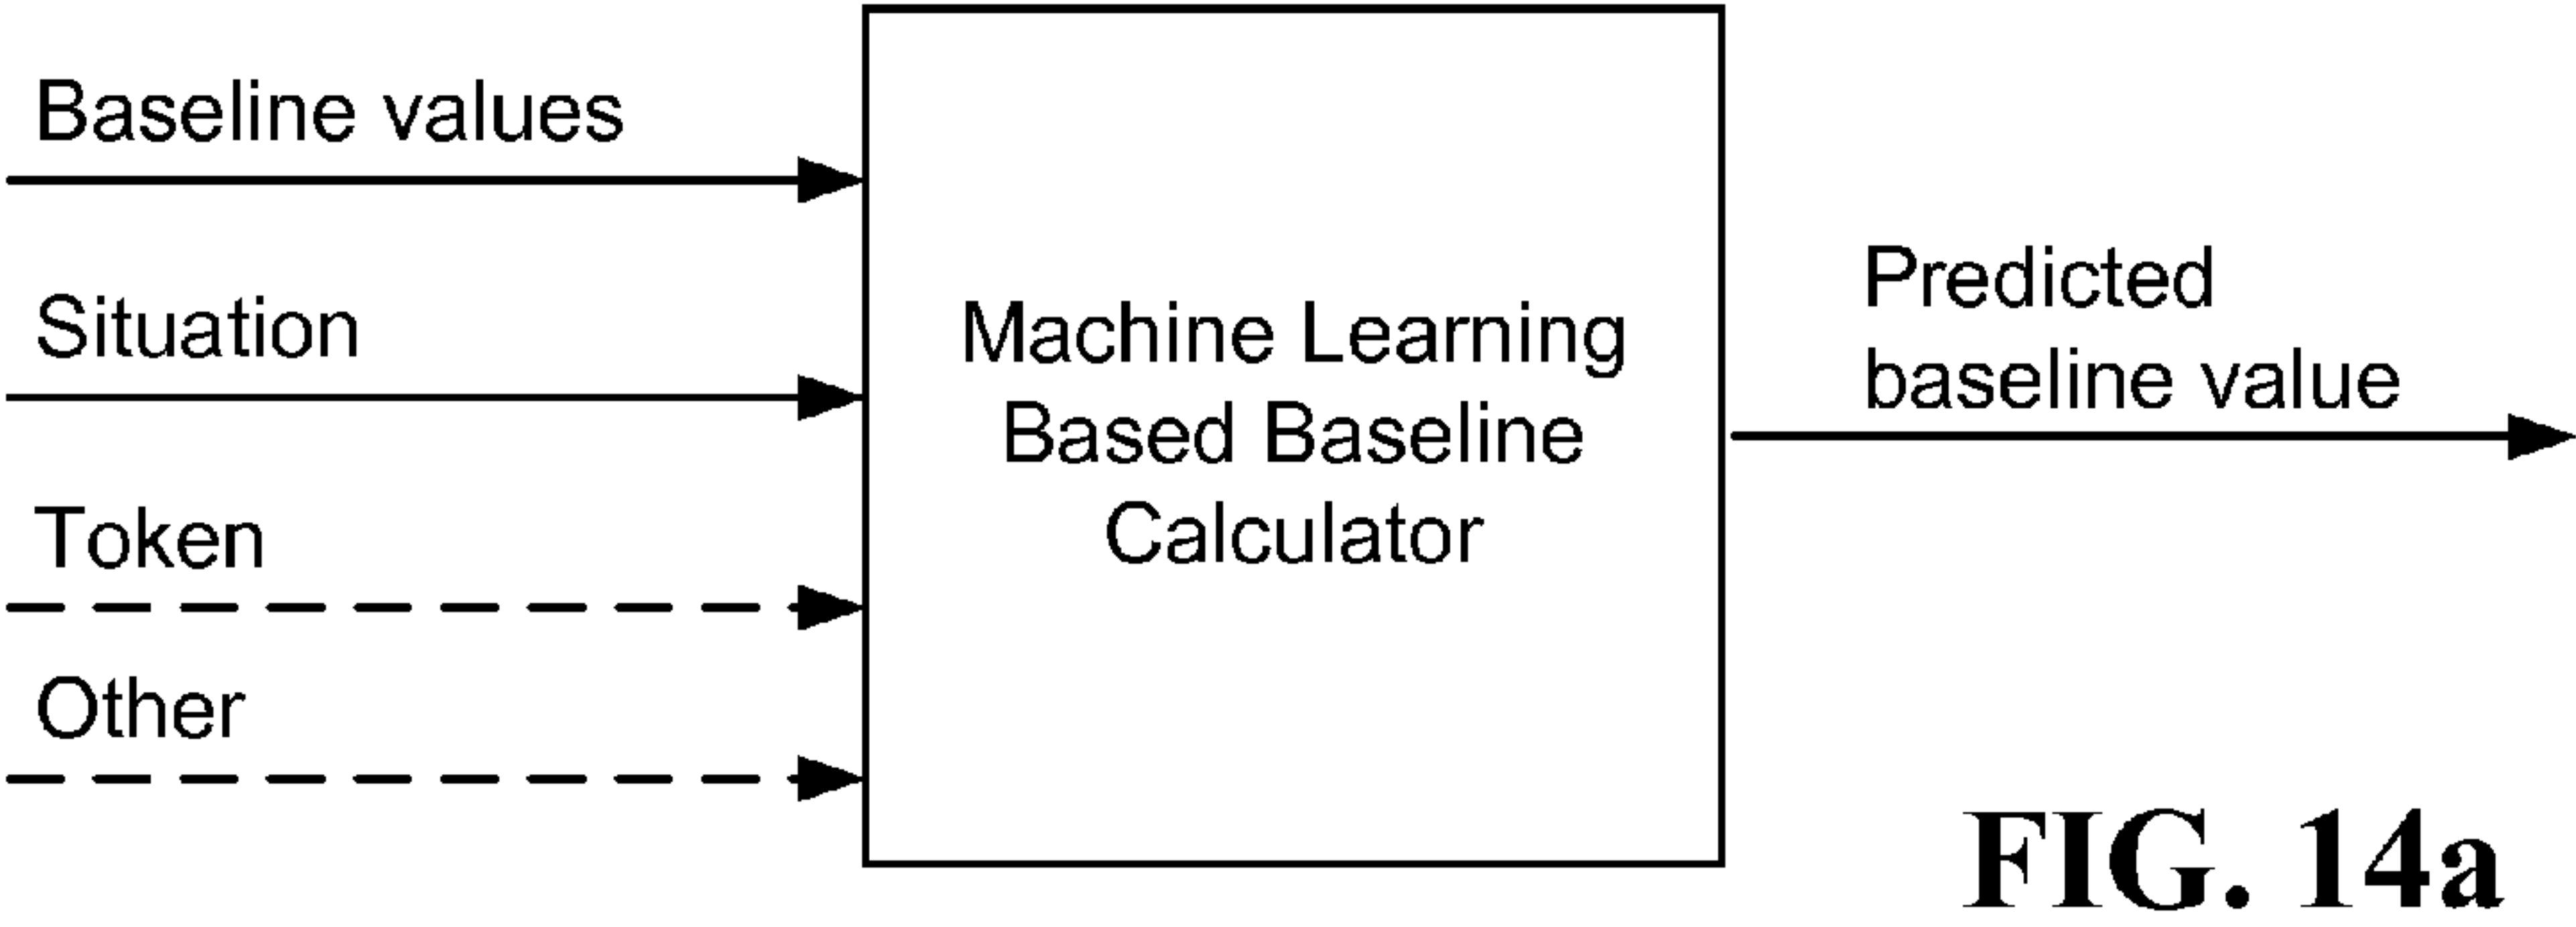 Baseline values
Situation
Token
Other
Machine Learning
Based Baseline
Calculator
Predicted
baseline value
FIG. 14a